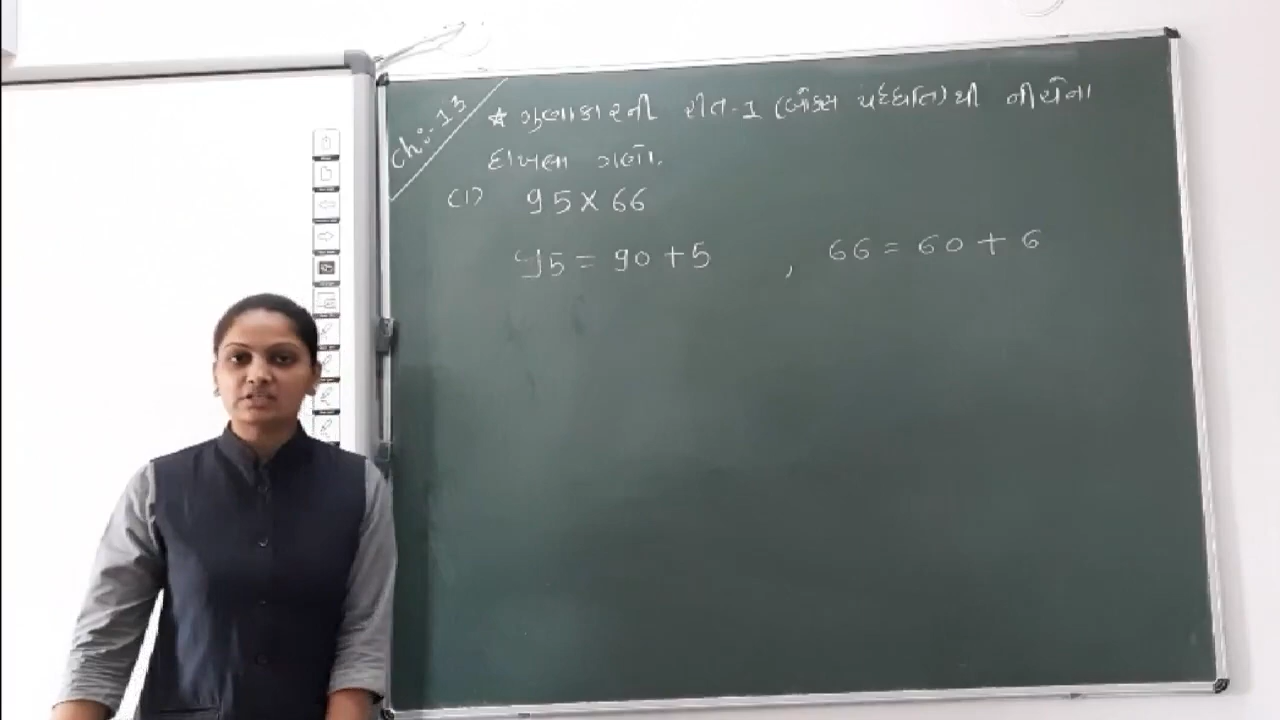 Ch:-13
* ગુણાકારની રીત-1 (બૉક્સ પદ્ધતિ) થી નીચેના
દાખલા ગણો.
(1) 95 X 66
95 = 90 + 5 , 66 = 60 + 6